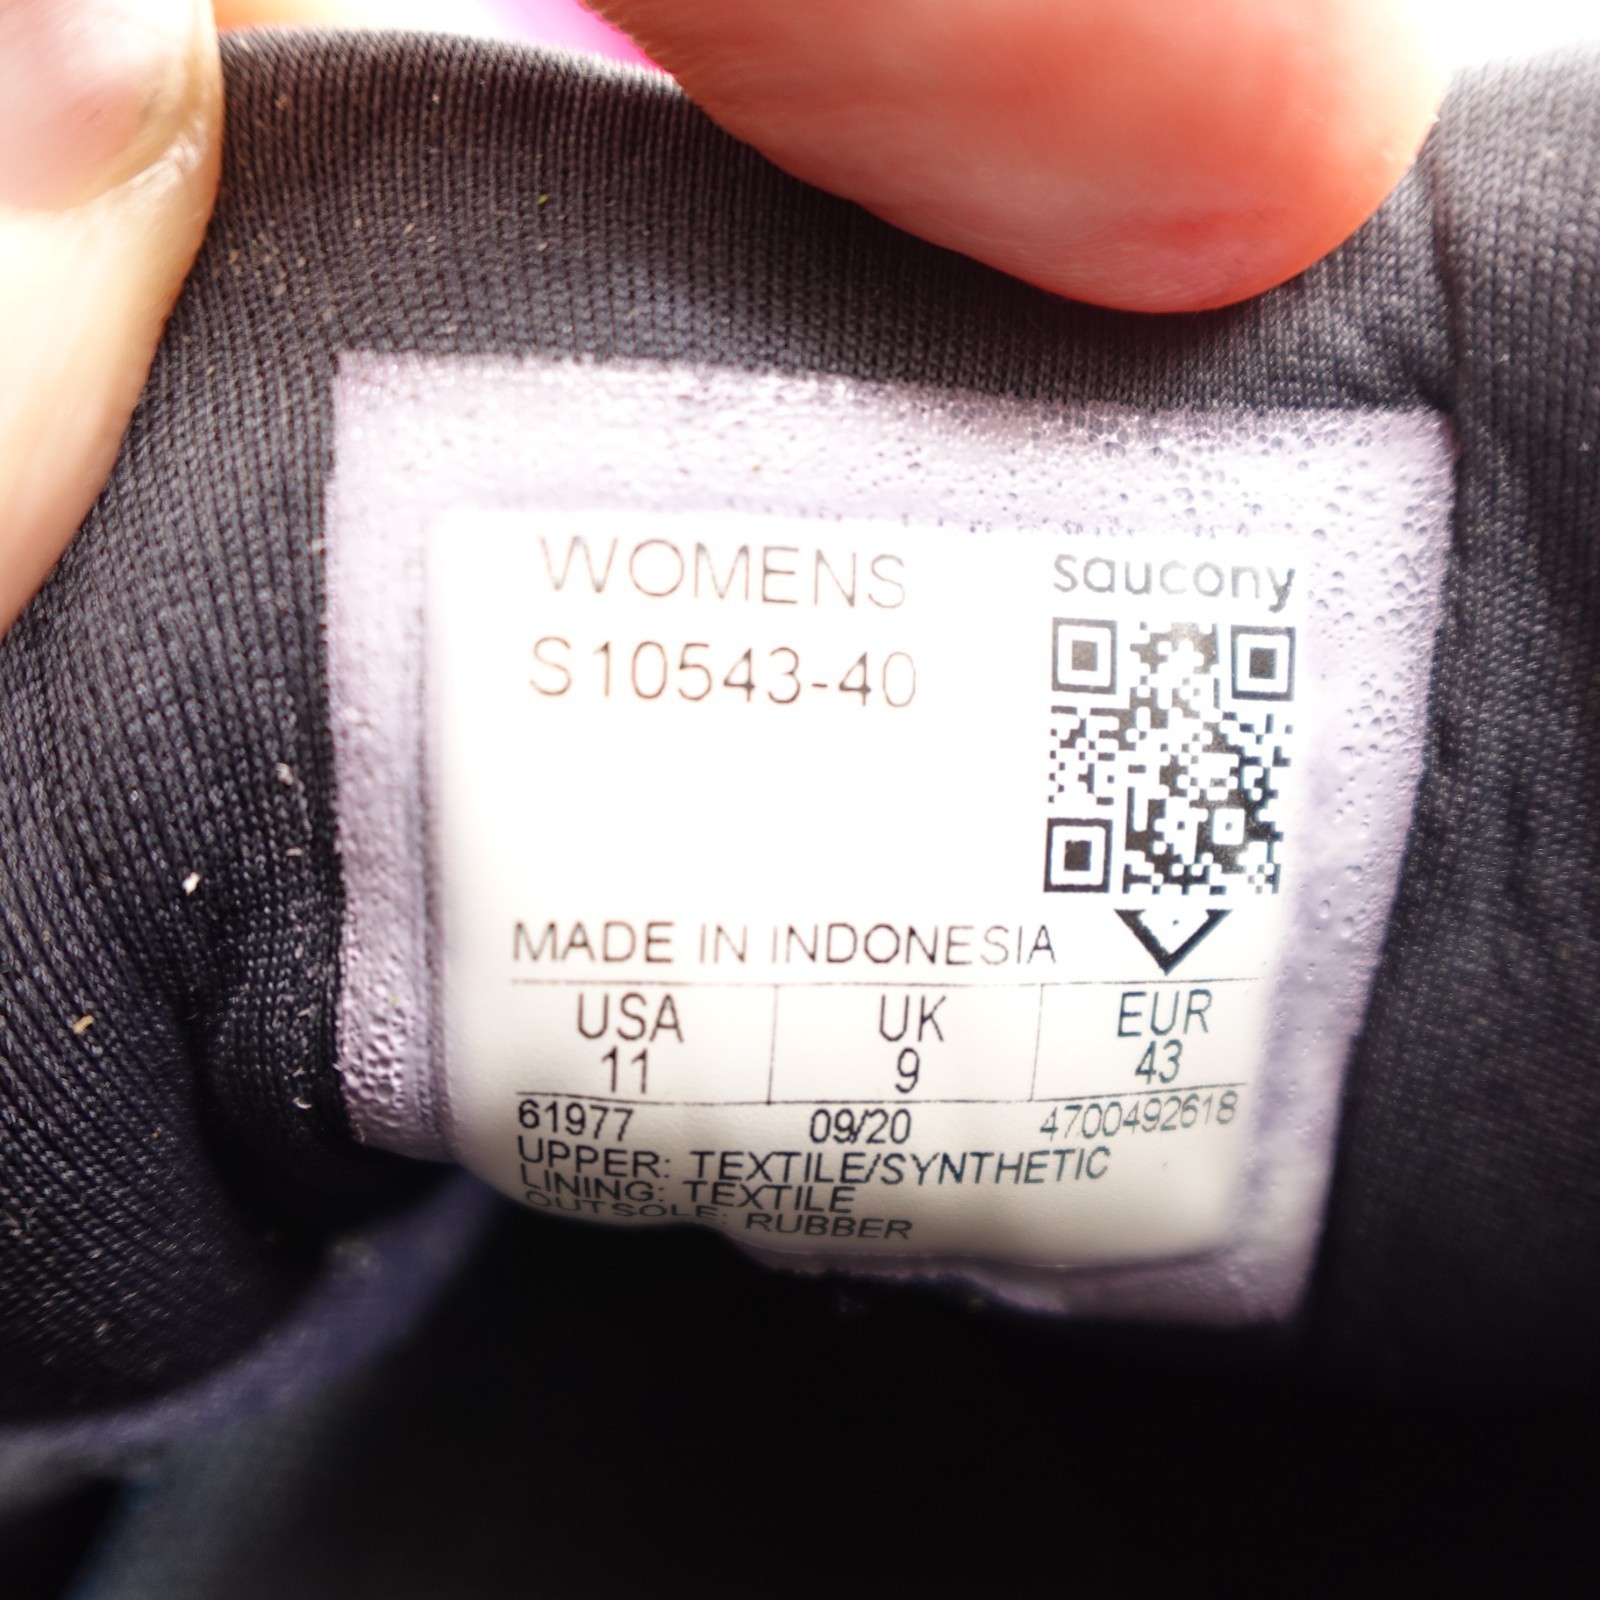 WOMENS
saucony
S10543-40
MADE IN INDONESIA
USA UK EUR
11 9 43
61977 09/20 4700492618
UPPER: TEXTILE/SYNTHETIC
LINING: TEXTILE
OUTSOLE: RUBBER